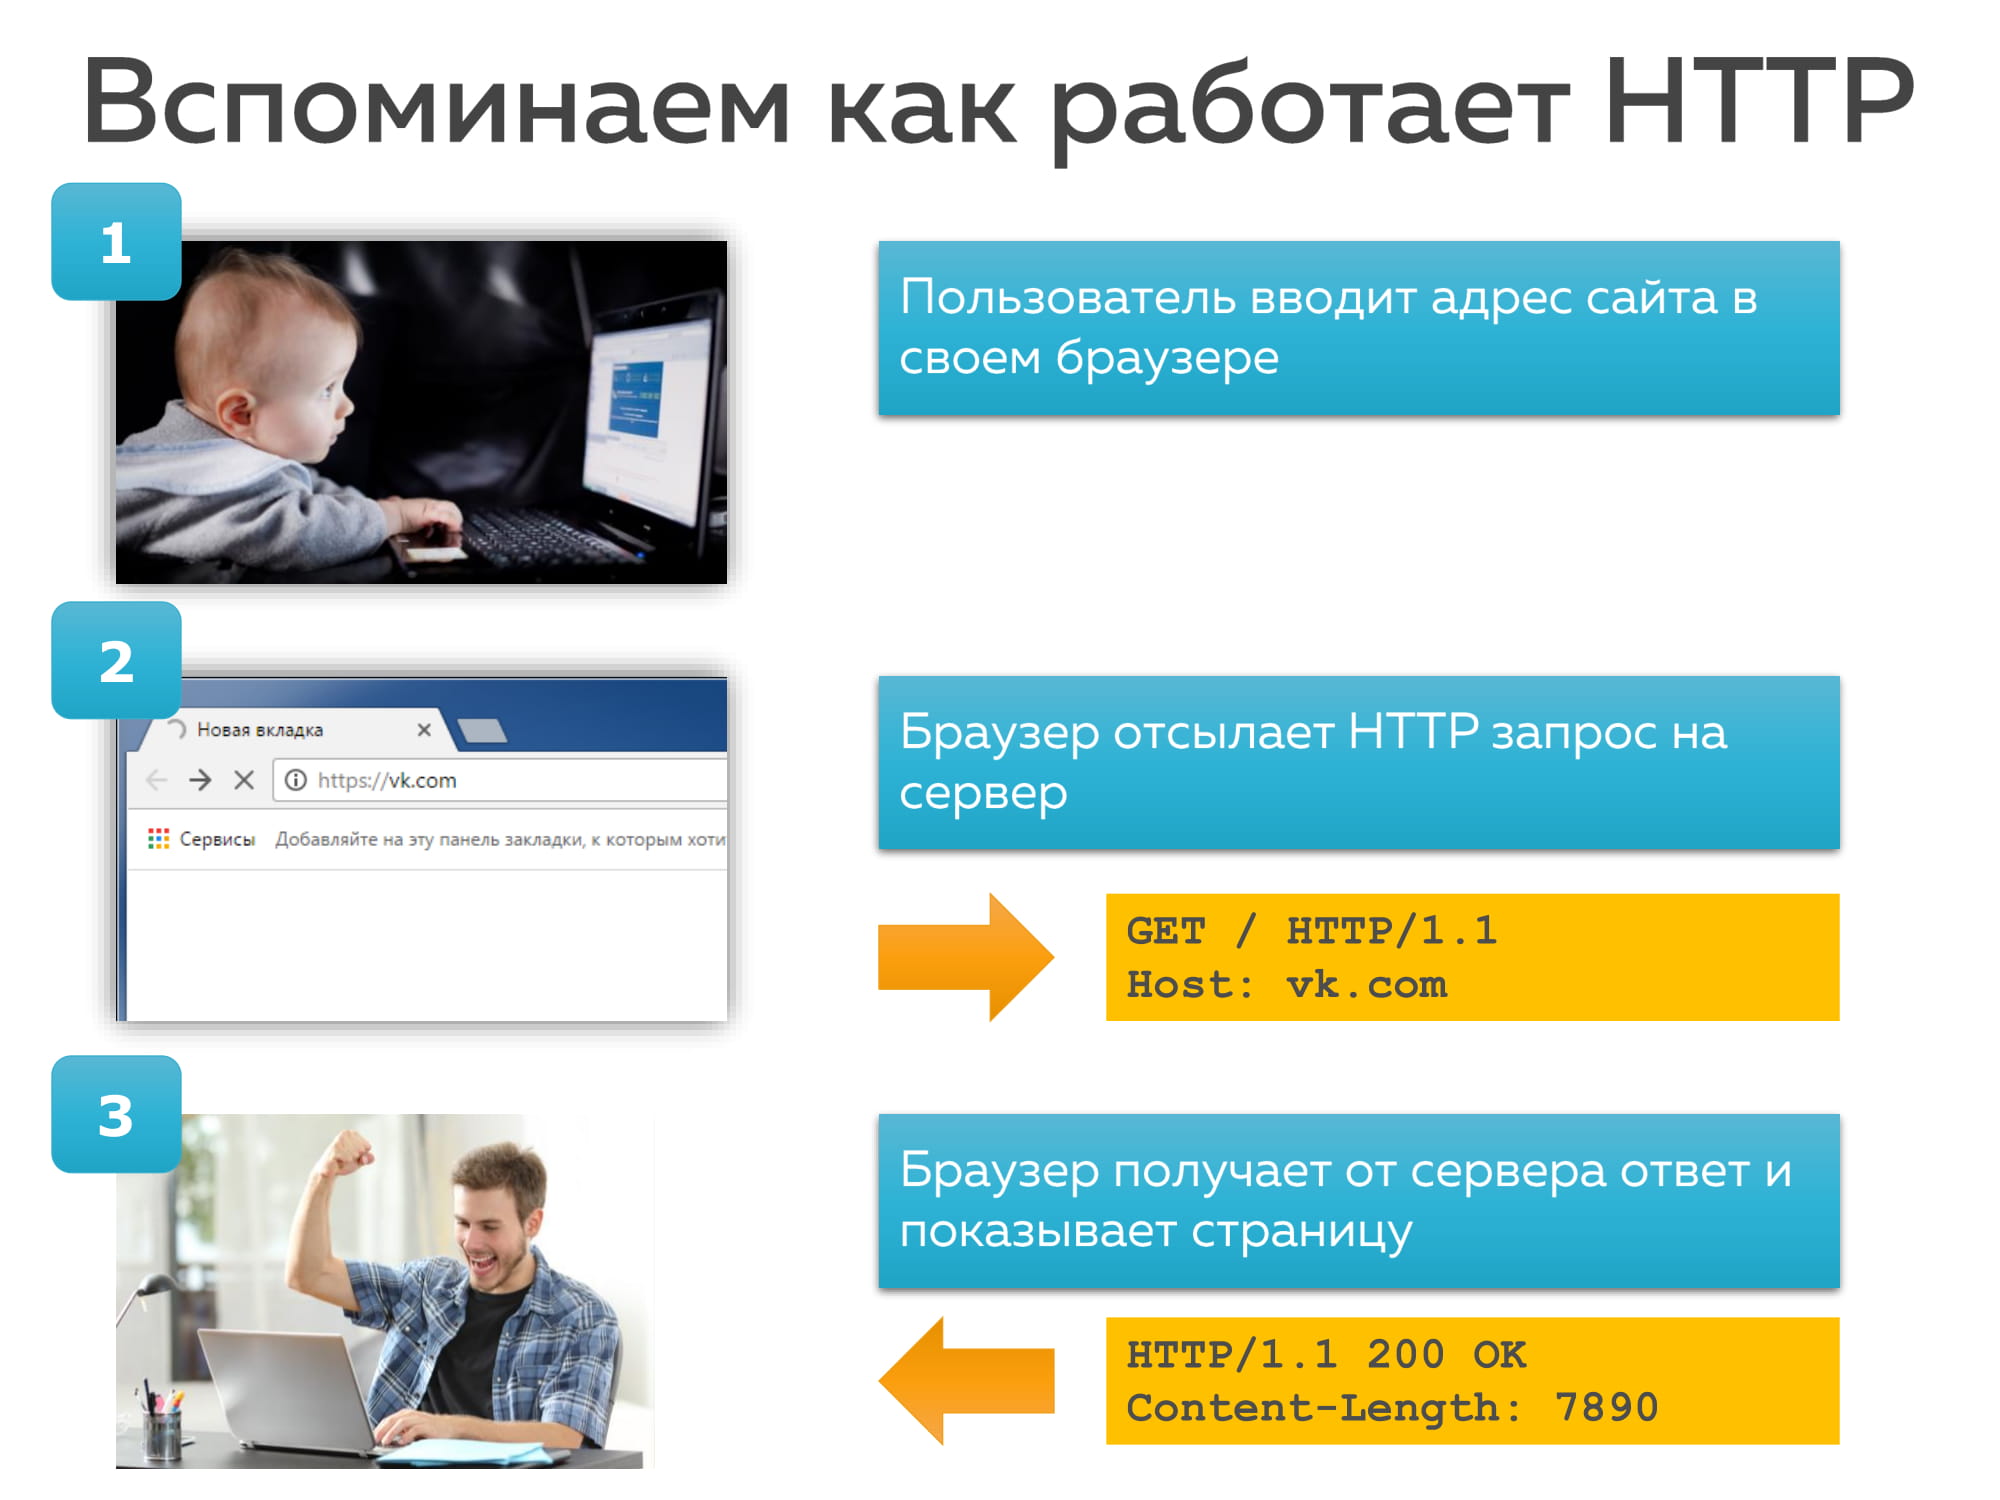 Вспоминаем как работает HTTP
1
Пользователь вводит адрес сайта в
своем браузере
2
Новая вкладка
https://vk.com
Сервисы Добавляйте на эту панель закладки, к которым хоти
Браузер отсылает HTTP запрос на
сервер
GET / HTTP/1.1
Host: vk.com
3
Браузер получает от сервера ответ и
показывает страницу
HTTP/1.1 200 OK
Content-Length: 7890